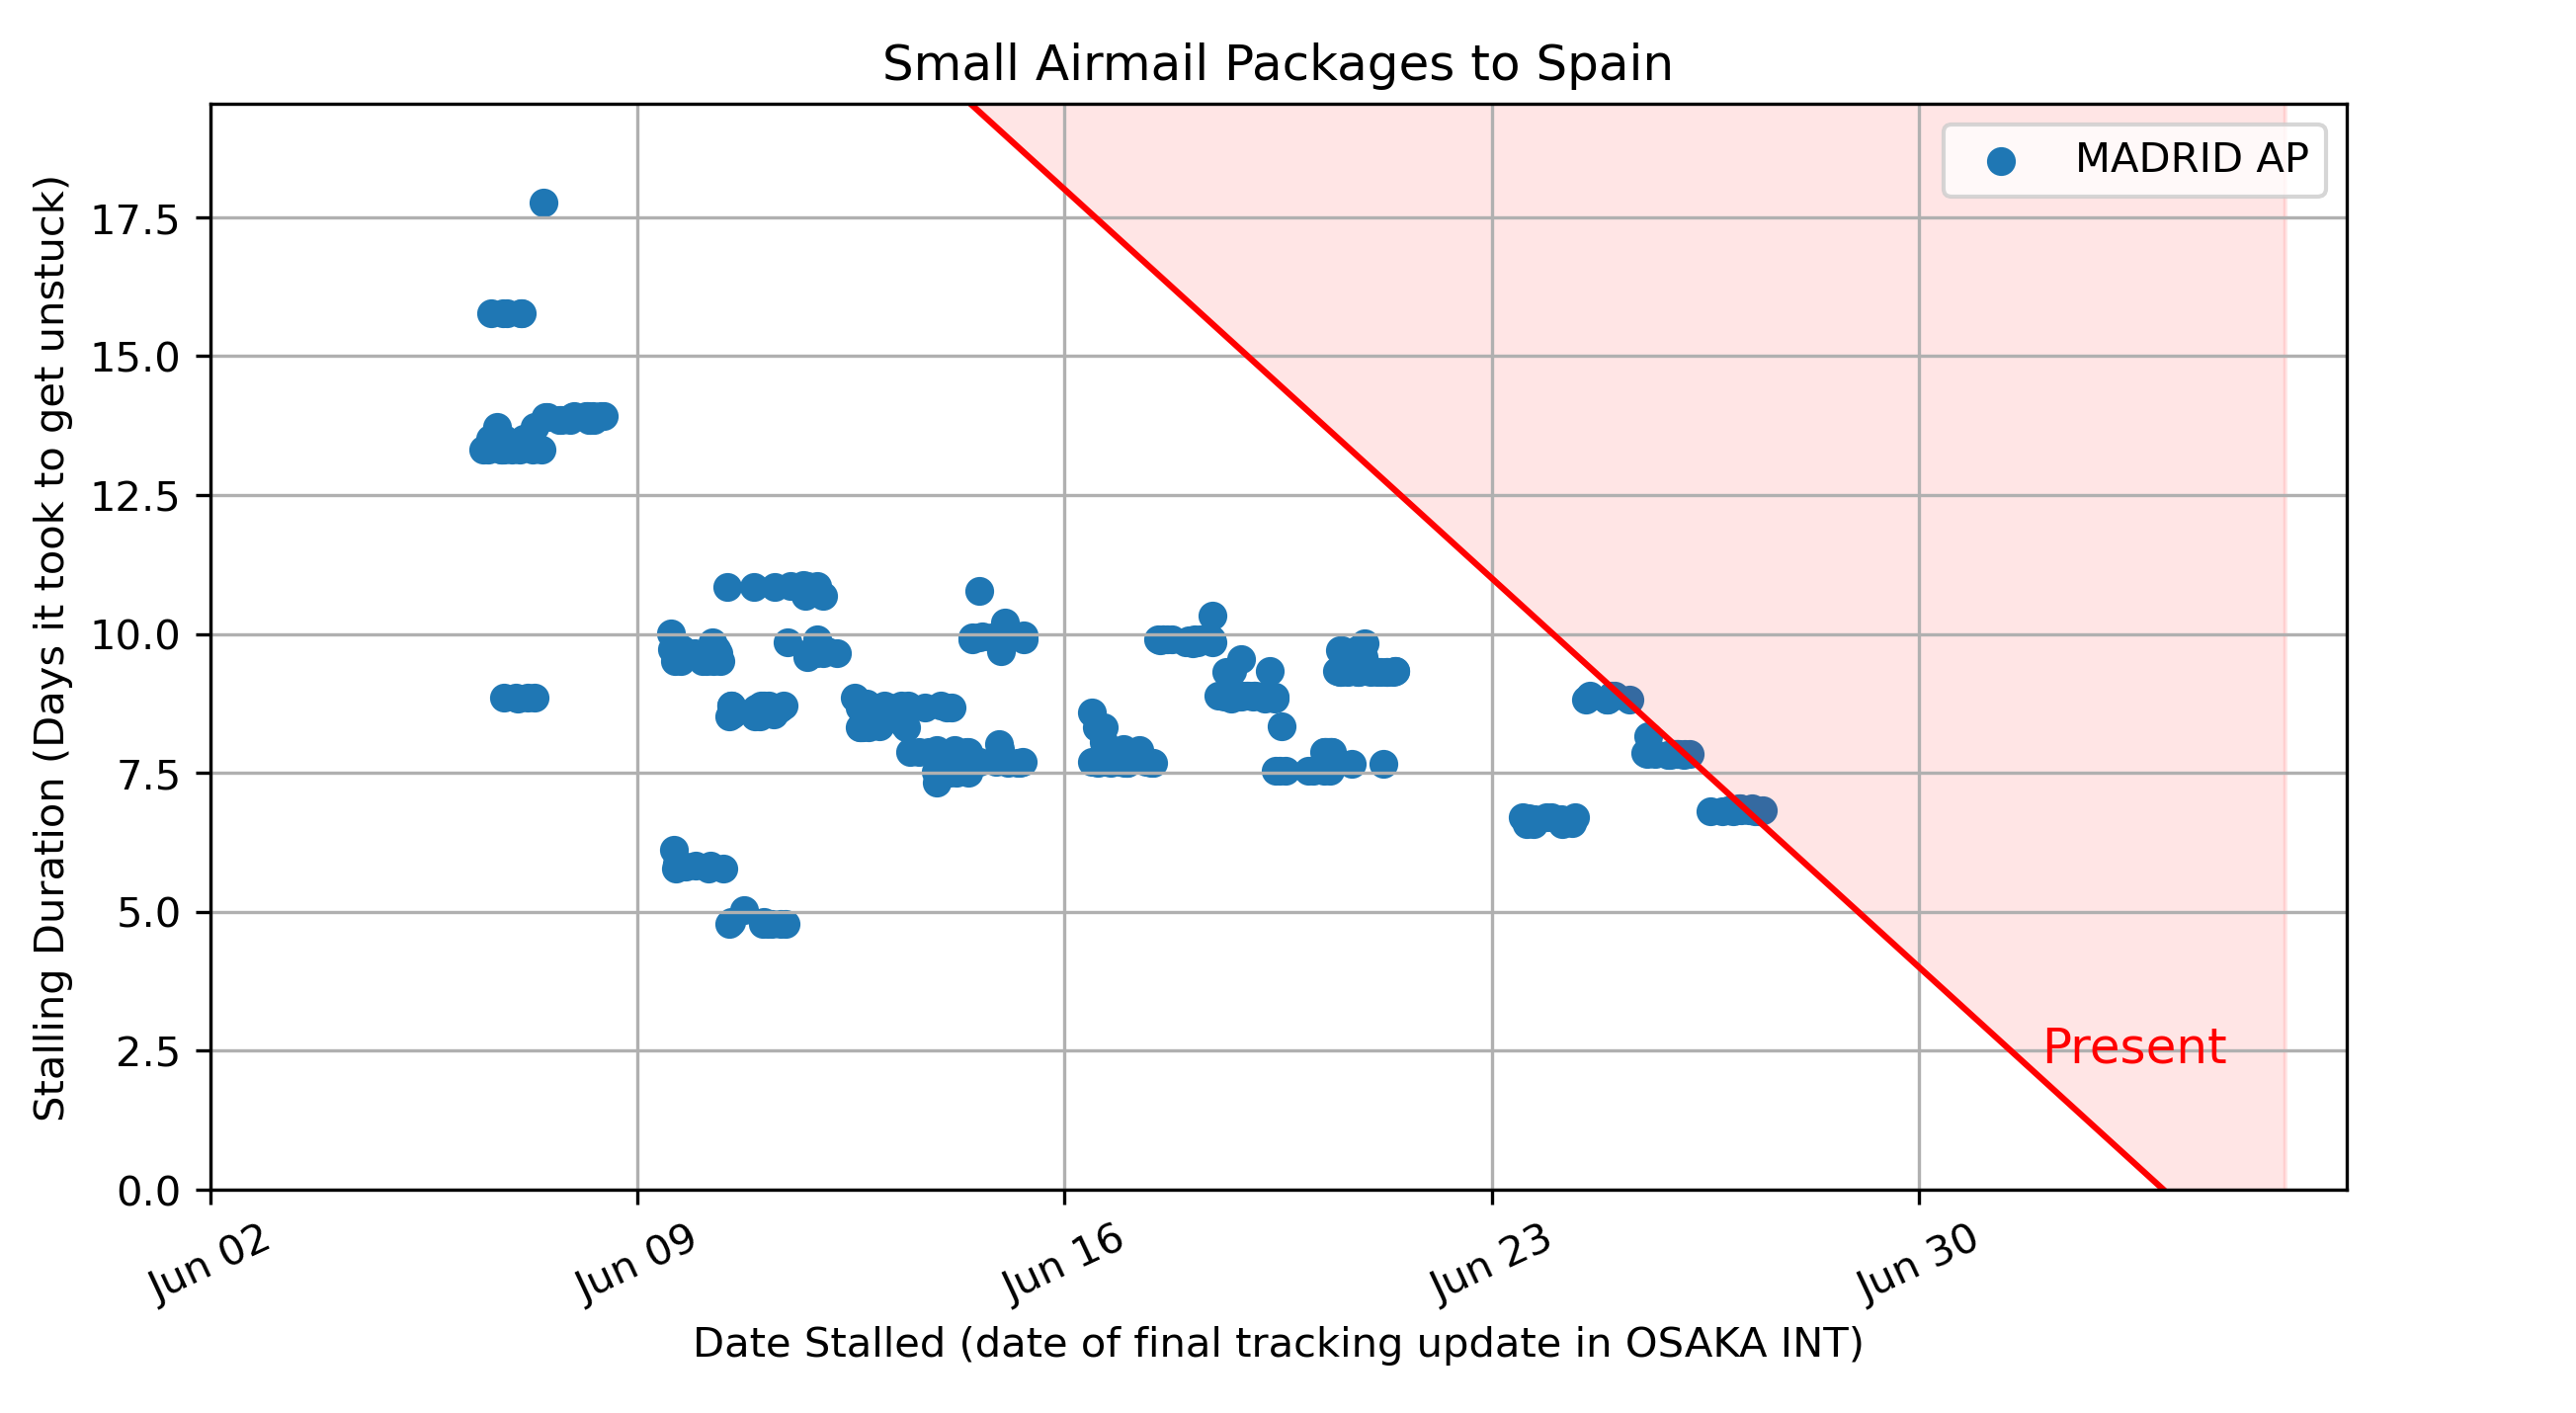 Small Airmail Packages to Spain
MADRID AP
Stalling Duration (Days it took to get unstuck)
17.5
15.0
12.5
10.0
7.5
5.0
2.5
0.0
Present
Jun 02
Jun 09
Jun 16
Jun 23
Jun 30
Date Stalled (date of final tracking update in OSAKA INT)